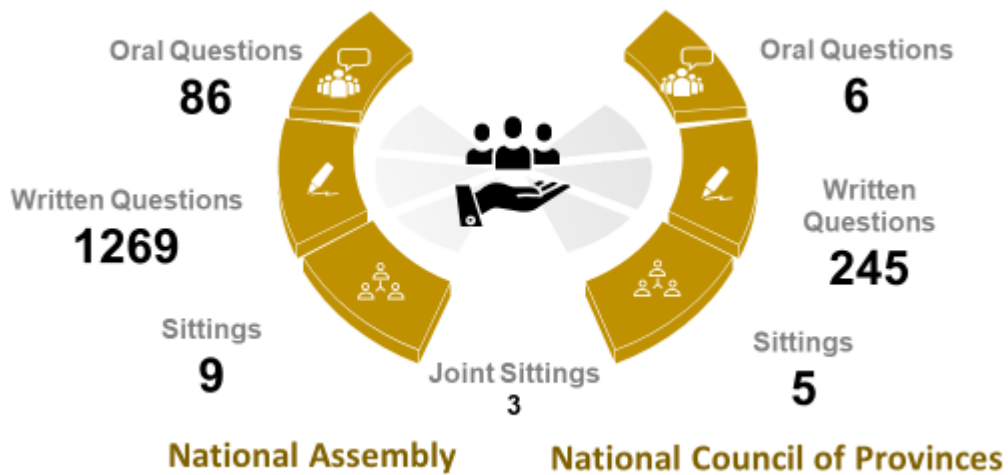 Oral Questions
86
Written Questions
1269
Sittings
9
Joint Sittings
3
Oral Questions
6
Written
Questions
245
Sittings
5
National Assembly
National Council of Provinces